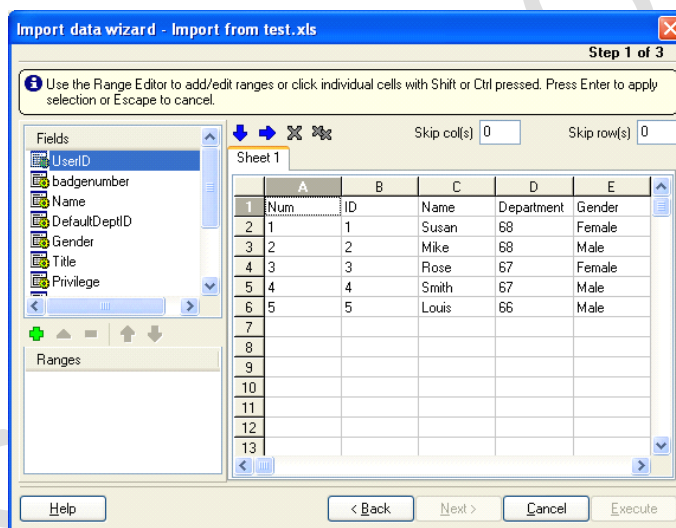 Import data wizard - Import from test.xls
Step 1 of 3
Use the Range Editor to add/edit ranges or click individual cells with Shift or Ctrl pressed. Press Enter to apply
selection or Escape to cancel.
Fields
UserID
badgenumber
Name
DefaultDeptID
Gender
Title
Privilege
Ranges
Skip col(s) 0 Skip row(s) 0
Sheet 1
A B C D E
1 Num ID Name Department Gender
2 1 1 Susan 68 Female
3 2 2 Mike 68 Male
4 3 3 Rose 67 Female
5 4 4 Smith 67 Male
6 5 5 Louis 66 Male
7
8
9
10
11
12
13
Help < Back Next > Cancel Execute